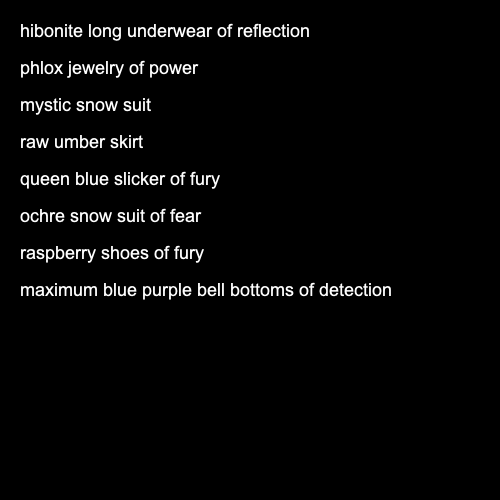 hibonite long underwear of reflection
phlox jewelry of power
mystic snow suit
raw umber skirt
queen blue slicker of fury
ochre snow suit of fear
raspberry shoes of fury
maximum blue purple bell bottoms of detection